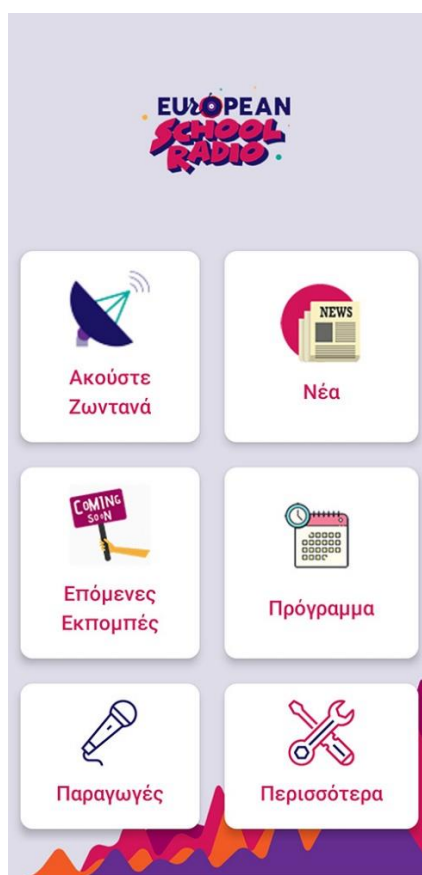 EUROPEAN
SCHOOL
RADIO
Ακούστε
Ζωντανά
NEWS
Νέα
COMING
SOON
Επόμενες
Εκπομπές
Πρόγραμμα
Παραγωγές
Περισσότερα